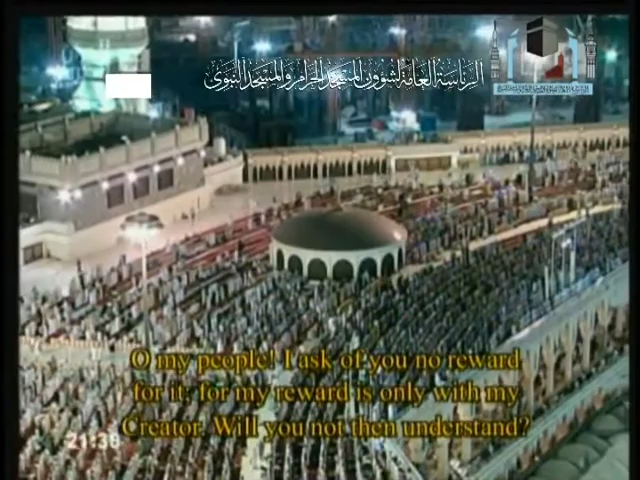 الرئاسة العامة لشؤون المسجد الحرام والمسجد النبوي
O my people! I ask of you no reward
for it; for my reward is only with my
Creator. Will you not then understand?
21:38